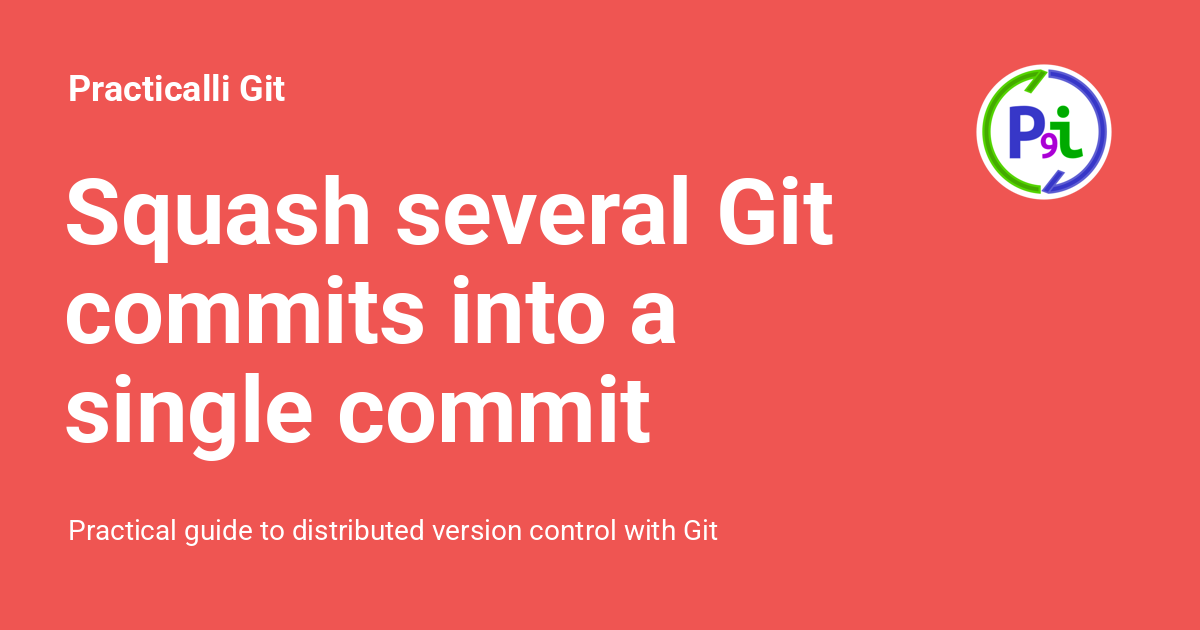 Practicalli Git
P9i
Squash several Git
commits into a
single commit
Practical guide to distributed version control with Git